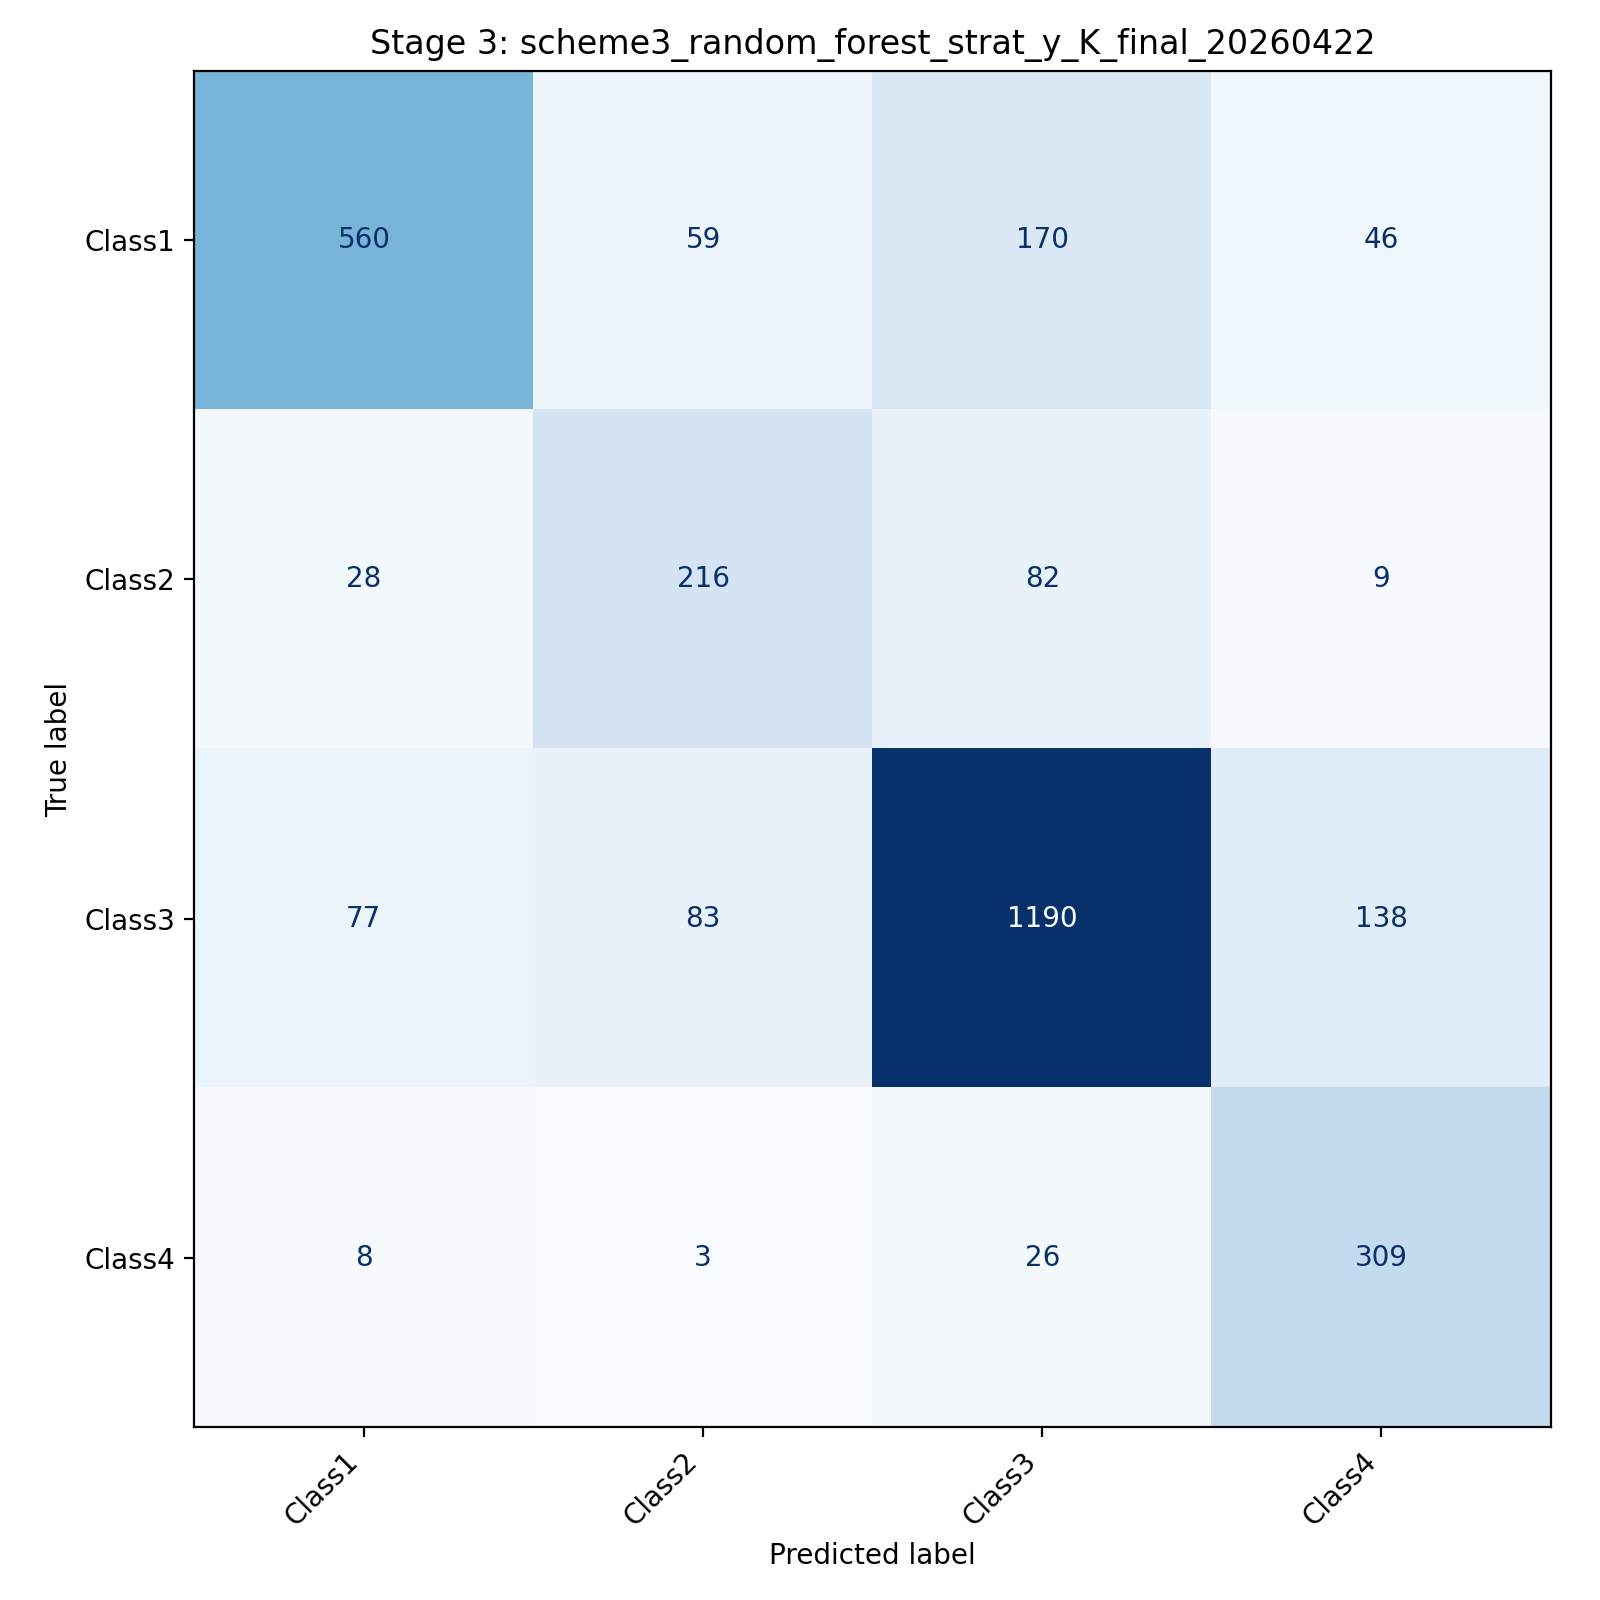 Stage 3: scheme3_random_forest_strat_y_K_final_20260422
Class1 560 59 170 46
Class2 28 216 82 9
Class3 77 83 1190 138
Class4 8 3 26 309
True label
Class1 Class2 Class3 Class4
Predicted label